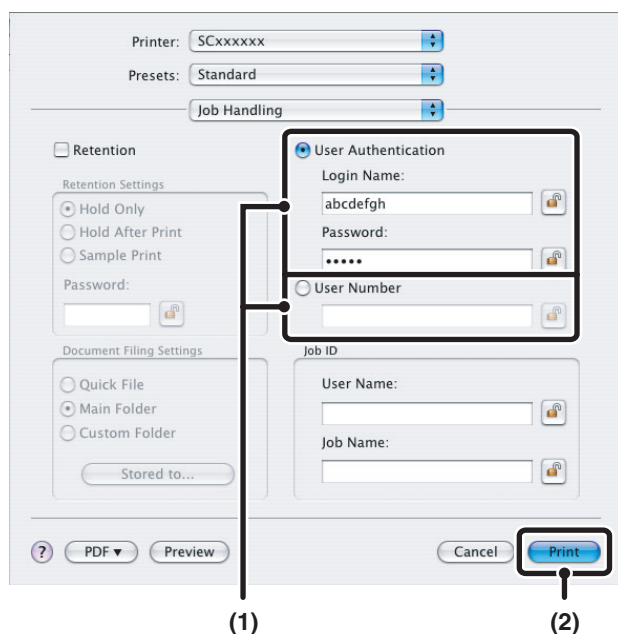 Printer: SCxxxxxx
Presets: Standard
Job Handling
Retention
Retention Settings
Hold Only
Hold After Print
Sample Print
Password:
User Authentication
Login Name:
abcdefgh
Password:
•••••
User Number
Document Filing Settings
Quick File
Main Folder
Custom Folder
Stored to...
Job ID
User Name:
Job Name:
? PDF ▼ Preview Cancel Print
(1) (2)